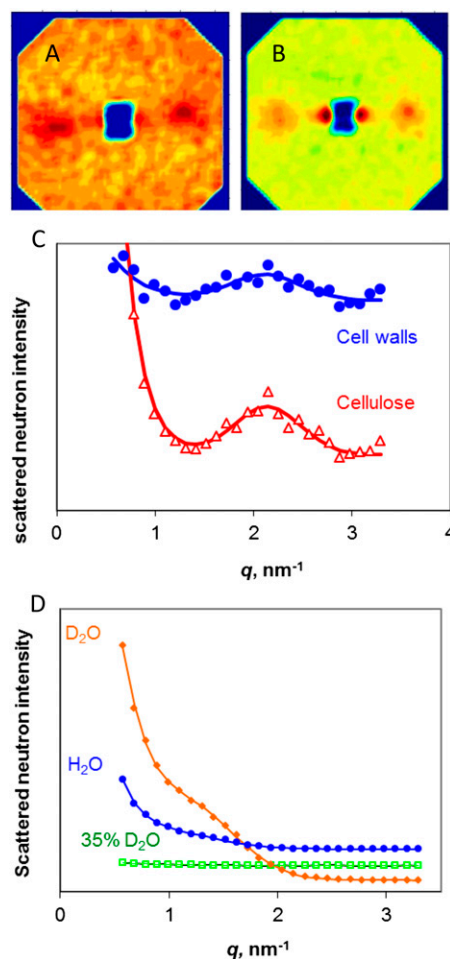 A
B
C
scattered neutron intensity
Cell walls
Cellulose
0
1
2
3
4
q, nm-1
D
Scattered neutron intensity
D2O
H2O
35% D2O
0
1
2
3
q, nm-1